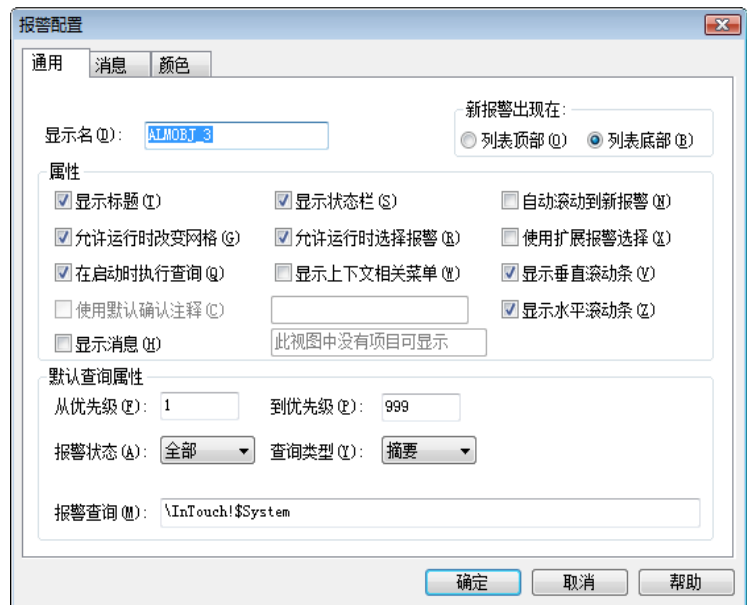 报警配置
通用 消息 颜色
新报警出现在:
显示名(D): ALMOBJ_3
列表顶部(O) 列表底部(B)
属性
显示标题(T) 显示状态栏(S) 自动滚动到新报警(N)
允许运行时改变网格(G) 允许运行时选择报警(R) 使用扩展报警选择(X)
在启动时执行查询(Q) 显示上下文相关菜单(W) 显示垂直滚动条(V)
使用默认确认注释(C) 显示水平滚动条(Z)
显示消息(H) 此视图中没有项目可显示
默认查询属性
从优先级(F): 1 到优先级(P): 999
报警状态(A): 全部 查询类型(Y): 摘要
报警查询(M): \InTouch!$System
确定 取消 帮助